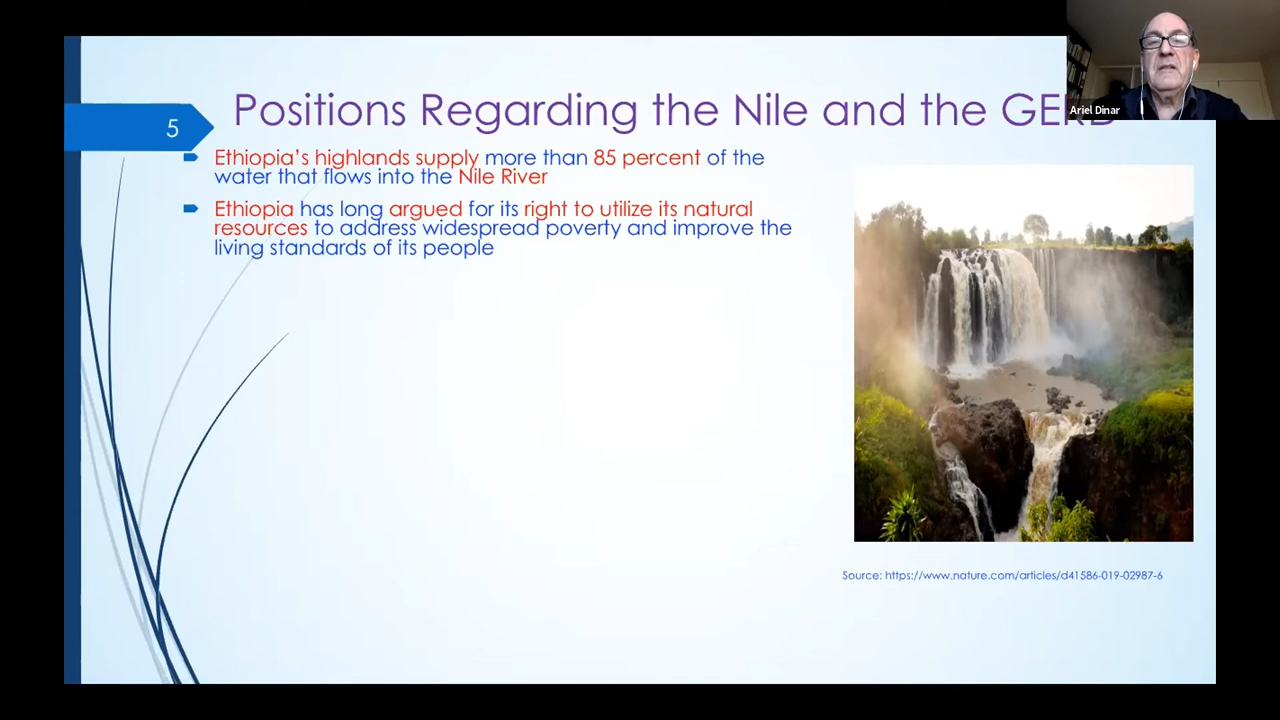 Ariel Dinar
5
Positions Regarding the Nile and the GERD
Ethiopia's highlands supply more than 85 percent of the
water that flows into the Nile River
Ethiopia has long argued for its right to utilize its natural
resources to address widespread poverty and improve the
living standards of its people
Source: https://www.nature.com/articles/d41586-019-02987-6